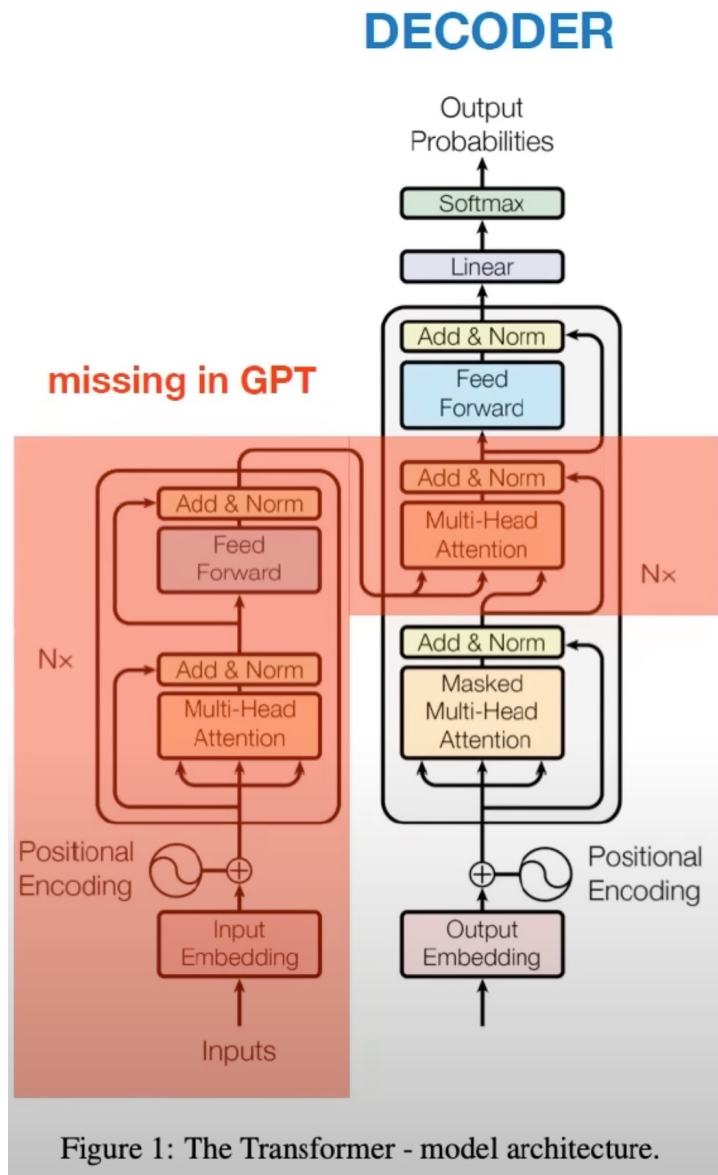 DECODER
Output
Probabilities
Softmax
Linear
Add & Norm
Feed
Forward
missing in GPT
Add & Norm
Multi-Head
Attention
Nx
Add & Norm
Masked
Multi-Head
Attention
Add & Norm
Feed
Forward
Nx
Add & Norm
Multi-Head
Attention
Positional
Encoding
Input
Embedding
Inputs
Positional
Encoding
Output
Embedding
Figure 1: The Transformer - model architecture.